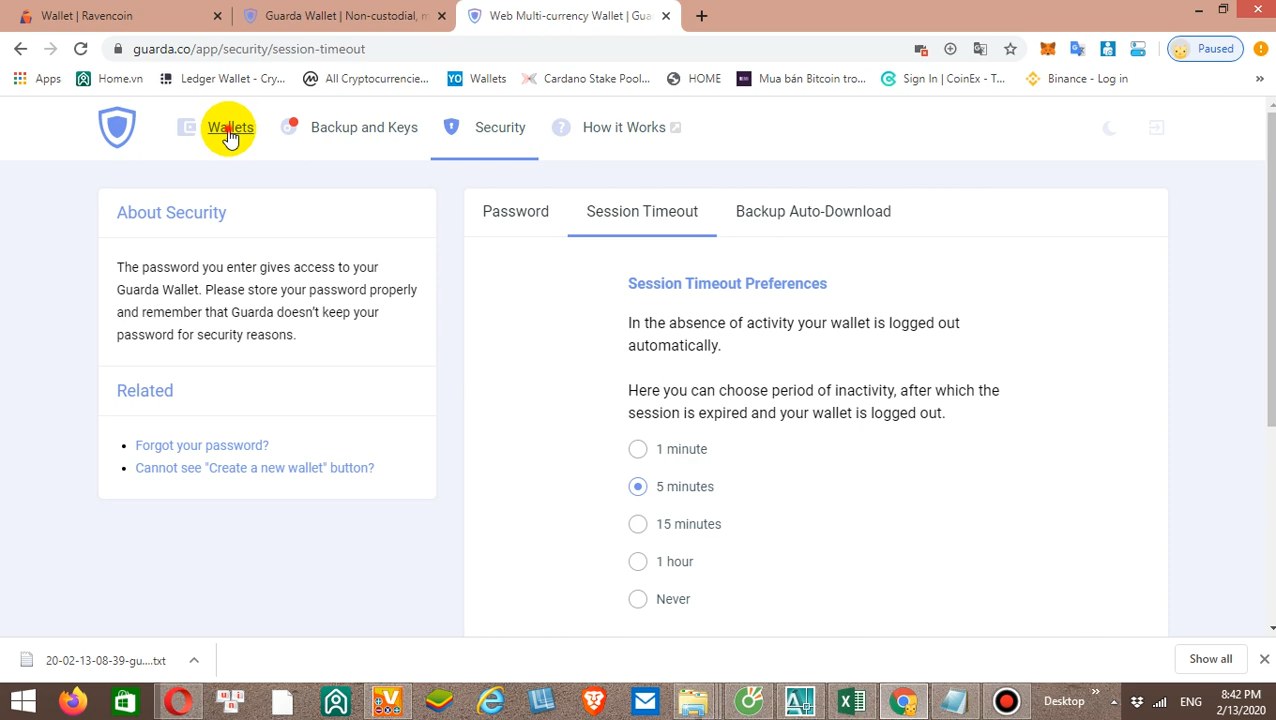 Wallet | Ravencoin
Guarda Wallet | Non-custodial, m
Web Multi-currency Wallet | Gua
guarda.co/app/security/session-timeout
Paused
Apps
Home.vn
Ledger Wallet - Cry...
All Cryptocurrencie...
YO
Wallets
Cardano Stake Pool...
HOME
Mua bán Bitcoin tro...
Sign In | CoinEx - T...
Binance - Log in
»
Wallets
Backup and Keys
Security
How it Works
About Security
The password you enter gives access to your
Guarda Wallet. Please store your password properly
and remember that Guarda doesn't keep your
password for security reasons.
Related
Forgot your password?
Cannot see "Create a new wallet" button?
Password
Session Timeout
Backup Auto-Download
Session Timeout Preferences
In the absence of activity your wallet is logged out
automatically.
Here you can choose period of inactivity, after which the
session is expired and your wallet is logged out.
1 minute
5 minutes
15 minutes
1 hour
Never
20-02-13-08-39-gu....txt
Show all
Desktop
»
ENG
8:42 PM
2/13/2020